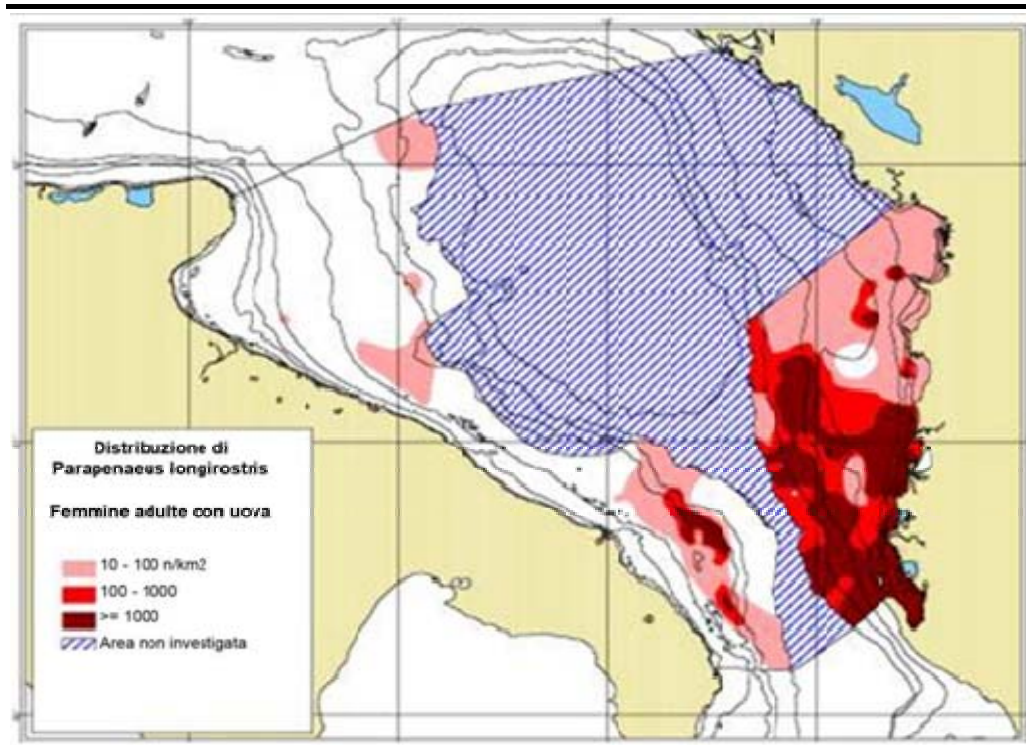 Distribuzione di
Parapenaeus longirostris
Femmine adulte con uova
10 - 100 n/km2
100 - 1000
>= 1000
Area non investigata